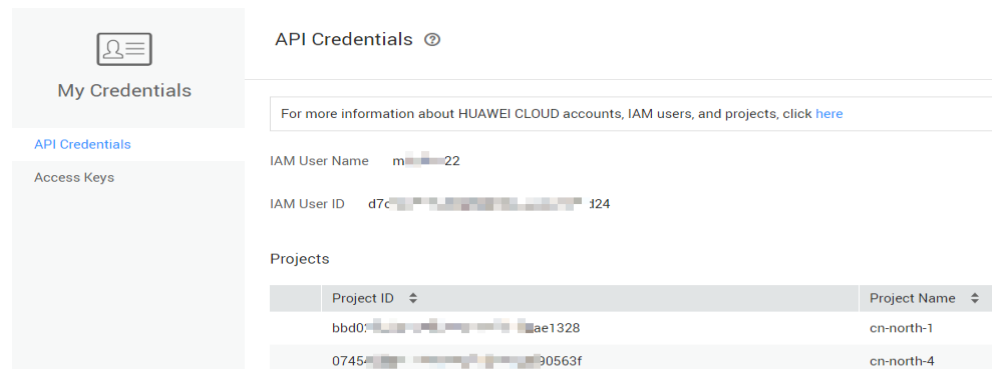 My Credentials
API Credentials
Access Keys
API Credentials
For more information about HUAWEI CLOUD accounts, IAM users, and projects, click here
IAM User Name
IAM User ID
Projects
Project ID Project Name
cn-north-1
cn-north-4